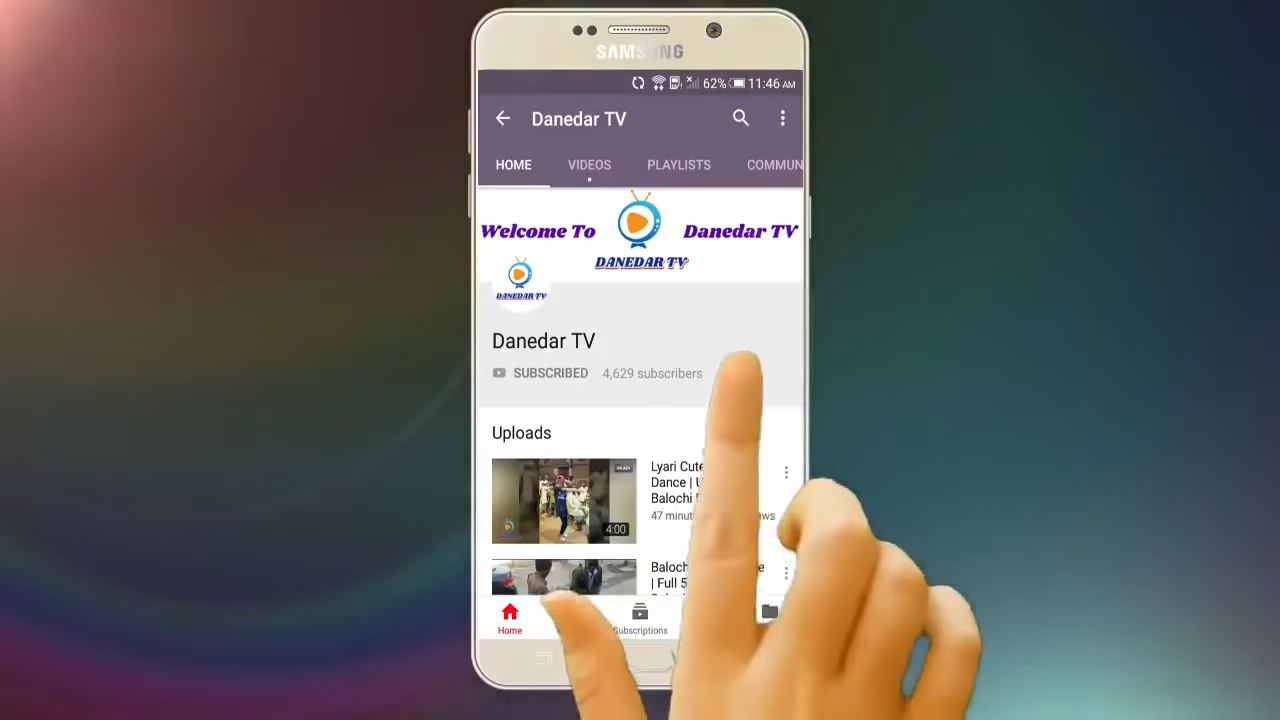 SAMSUNG
62% 11:46 AM
Danedar TV
HOME VIDEOS PLAYLISTS COMMUN
Welcome To Danedar TV
DANEDAR TV
DANEDAR TV
Danedar TV
SUBSCRIBED 4,629 subscribers
Uploads
Lyari Cute
Dance | U
Balochi
47 minut
4:00
Baloch
| Full 5
Home Subscriptions